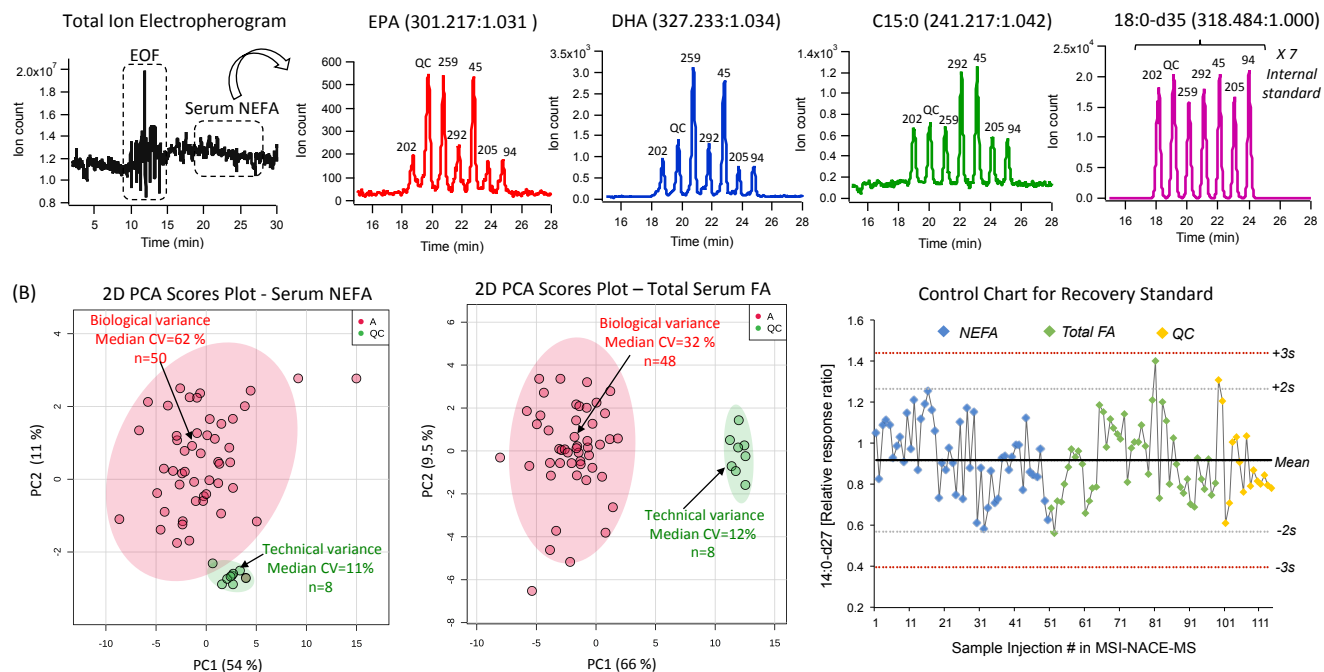 Total Ion Electropherogram
EOF
Serum NEFA
2.0x10⁷
1.8
1.6
1.4
1.2
1.0
0.8
Ion count
5 10 15 20 25 30
Time (min)
EPA (301.217:1.031 )
600
500
400
300
200
100
0
Ion count
202
QC
259
292
45
205
94
16 18 20 22 24 26 28
Time (min)
DHA (327.233:1.034)
3.5x10³
3.0
2.5
2.0
1.5
1.0
0.5
0.0
Ion count
202
QC
259
292
45
205
94
16 18 20 22 24 26 28
Time (min)
C15:0 (241.217:1.042)
1.4x10³
1.2
1.0
0.8
0.6
0.4
0.2
0.0
Ion count
202
QC
259
292
45
205
94
16 18 20 22 24 26 28
Time (min)
18:0-d35 (318.484:1.000)
2.5x10⁴
2.0
1.5
1.0
0.5
0.0
Ion count
202
QC
259
292
45
205
94
X 7
Internal
standard
16 18 20 22 24 26 28
Time (min)
(B)
2D PCA Scores Plot - Serum NEFA
Biological variance
Median CV=62 %
n=50
A
QC
Technical variance
Median CV=11%
n=8
4
2
0
-2
-4
PC2 (11 %)
-10 -5 0 5 10 15
PC1 (54 %)
2D PCA Scores Plot – Total Serum FA
Biological variance
Median CV=32 %
n=48
A
QC
Technical variance
Median CV=12%
n=8
6
4
2
0
-2
-4
-6
-8
PC2 (9.5 %)
-10 -5 0 5 10 15
PC1 (66 %)
Control Chart for Recovery Standard
NEFA Total FA QC
1.6
1.4
1.2
1
0.8
0.6
0.4
0.2
14:0-d27 [Relative response ratio]
+3s
+2s
Mean
-2s
-3s
1 11 21 31 41 51 61 71 81 91 101 111
Sample Injection # in MSI-NACE-MS